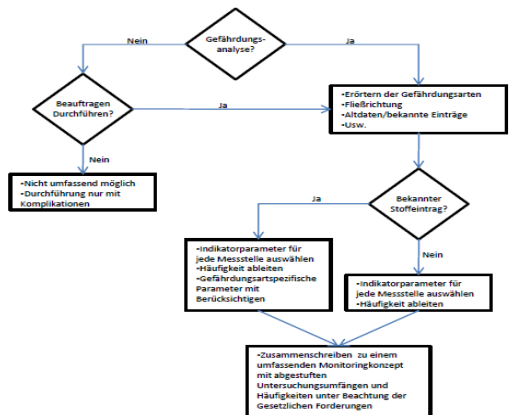 Gefährdungs-
analyse?
Nein
Ja
Beauftragen
Durchführen?
Ja
-Erörtern der Gefährdungsarten
-Fließrichtung
-Altdaten/bekannte Einträge
-Usw.
Nein
-Nicht umfassend möglich
-Durchführung nur mit
Komplikationen
Bekannter
Stoffeintrag?
Ja
Nein
-Indikatorparameter für
jede Messstelle auswählen
-Häufigkeit ableiten
-Gefährdungsartspezifische
Parameter mit
Berücksichtigen
-Indikatorparameter für
jede Messstelle auswählen
-Häufigkeit ableiten
-Zusammenschreiben zu einem
umfassenden Monitoringkonzept
mit abgestuften
Untersuchungsumfängen und
Häufigkeiten unter Beachtung der
Gesetzlichen Forderungen